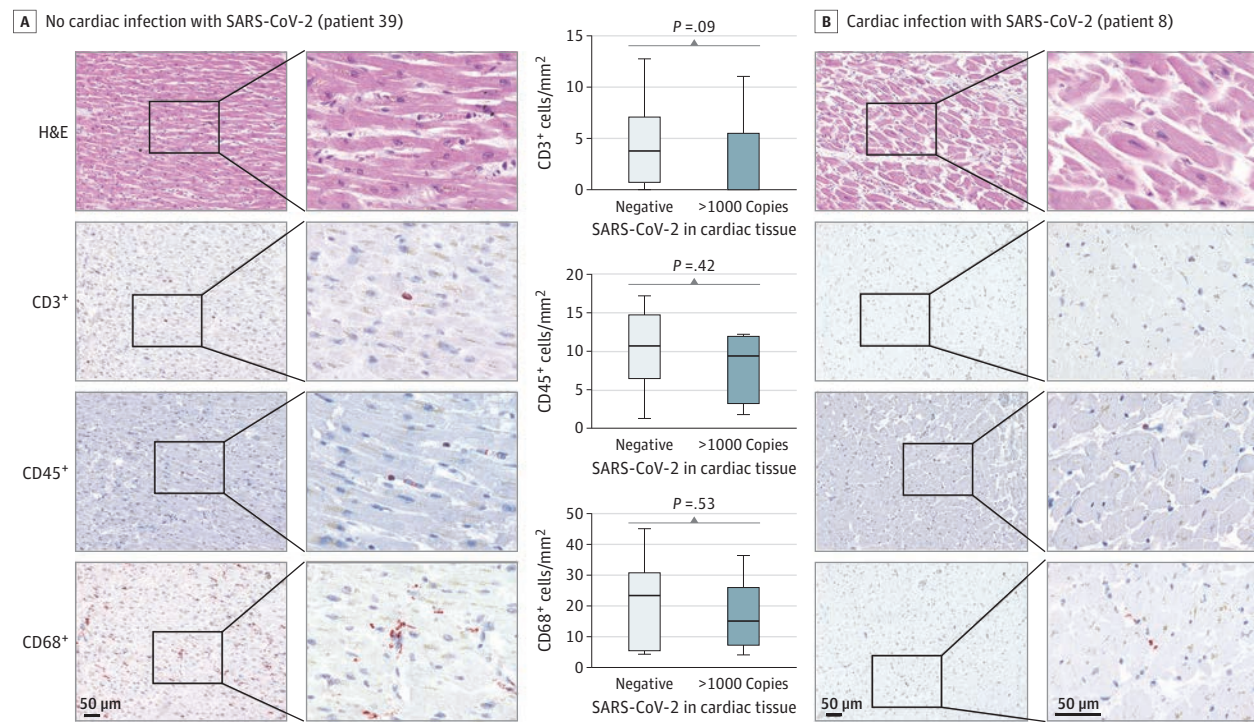 A No cardiac infection with SARS-CoV-2 (patient 39)
H&E
CD3+
CD45+
CD68+
50 μm
P = .09
CD3+ cells/mm2
15
10
5
0
Negative >1000 Copies
SARS-CoV-2 in cardiac tissue
P = .42
CD45+ cells/mm2
20
15
10
5
0
Negative >1000 Copies
SARS-CoV-2 in cardiac tissue
P = .53
CD68+ cells/mm2
50
40
30
20
10
0
Negative >1000 Copies
SARS-CoV-2 in cardiac tissue
B Cardiac infection with SARS-CoV-2 (patient 8)
50 μm
50 μm